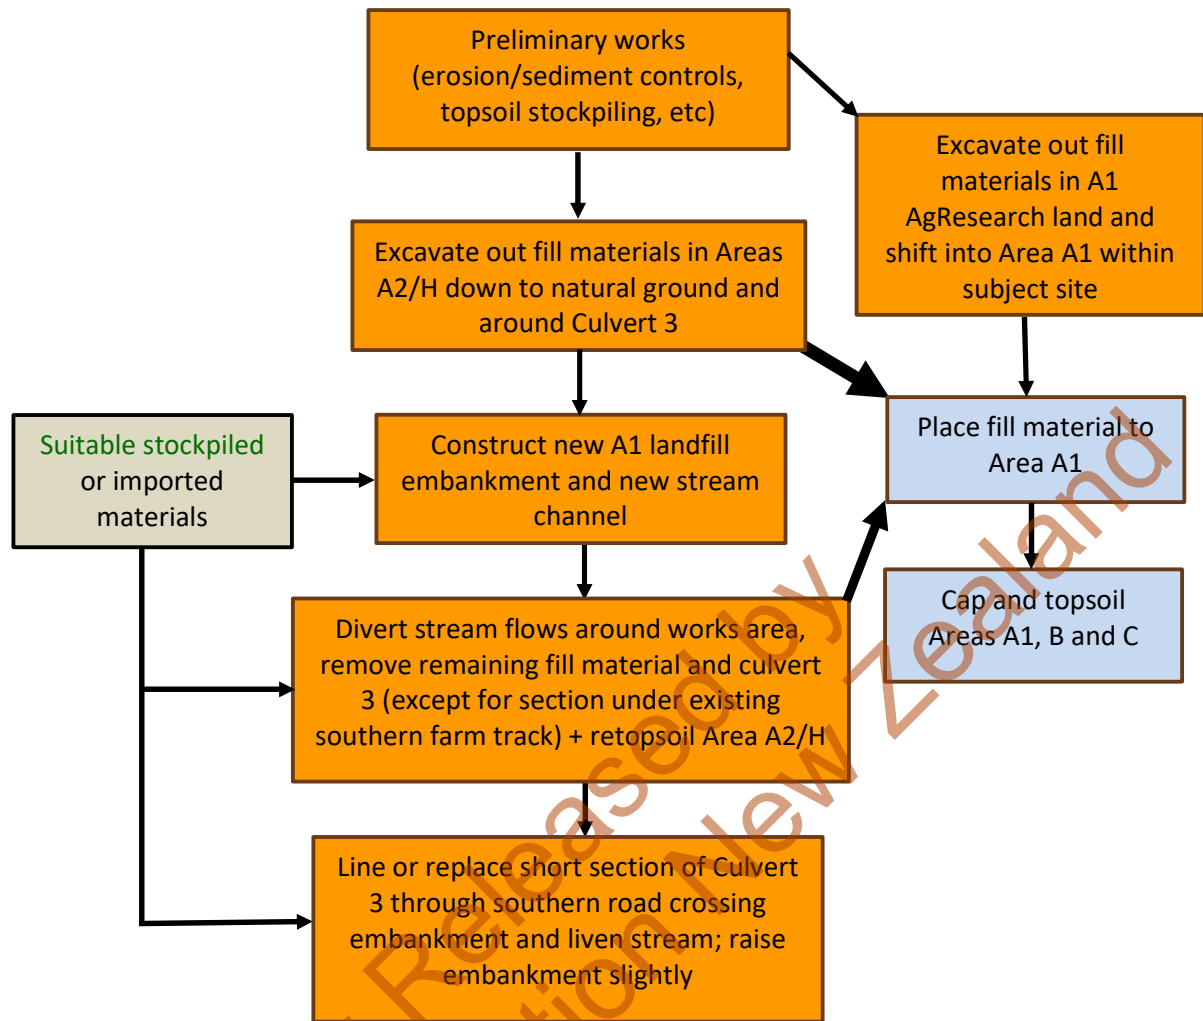 Preliminary works
(erosion/sediment controls,
topsoil stockpiling, etc)
Excavate out fill
materials in A1
AgResearch land and
shift into Area A1 within
subject site
Excavate out fill materials in Areas
A2/H down to natural ground and
around Culvert 3
Suitable stockpiled
or imported
materials
Construct new A1 landfill
embankment and new stream
channel
Place fill material to
Area A1
Divert stream flows around works area,
remove remaining fill material and culvert
3 (except for section under existing
southern farm track) + retopsoil Area A2/H
Cap and topsoil
Areas A1, B and C
Line or replace short section of Culvert
3 through southern road crossing
embankment and liven stream; raise
embankment slightly
Released by
New Zealand